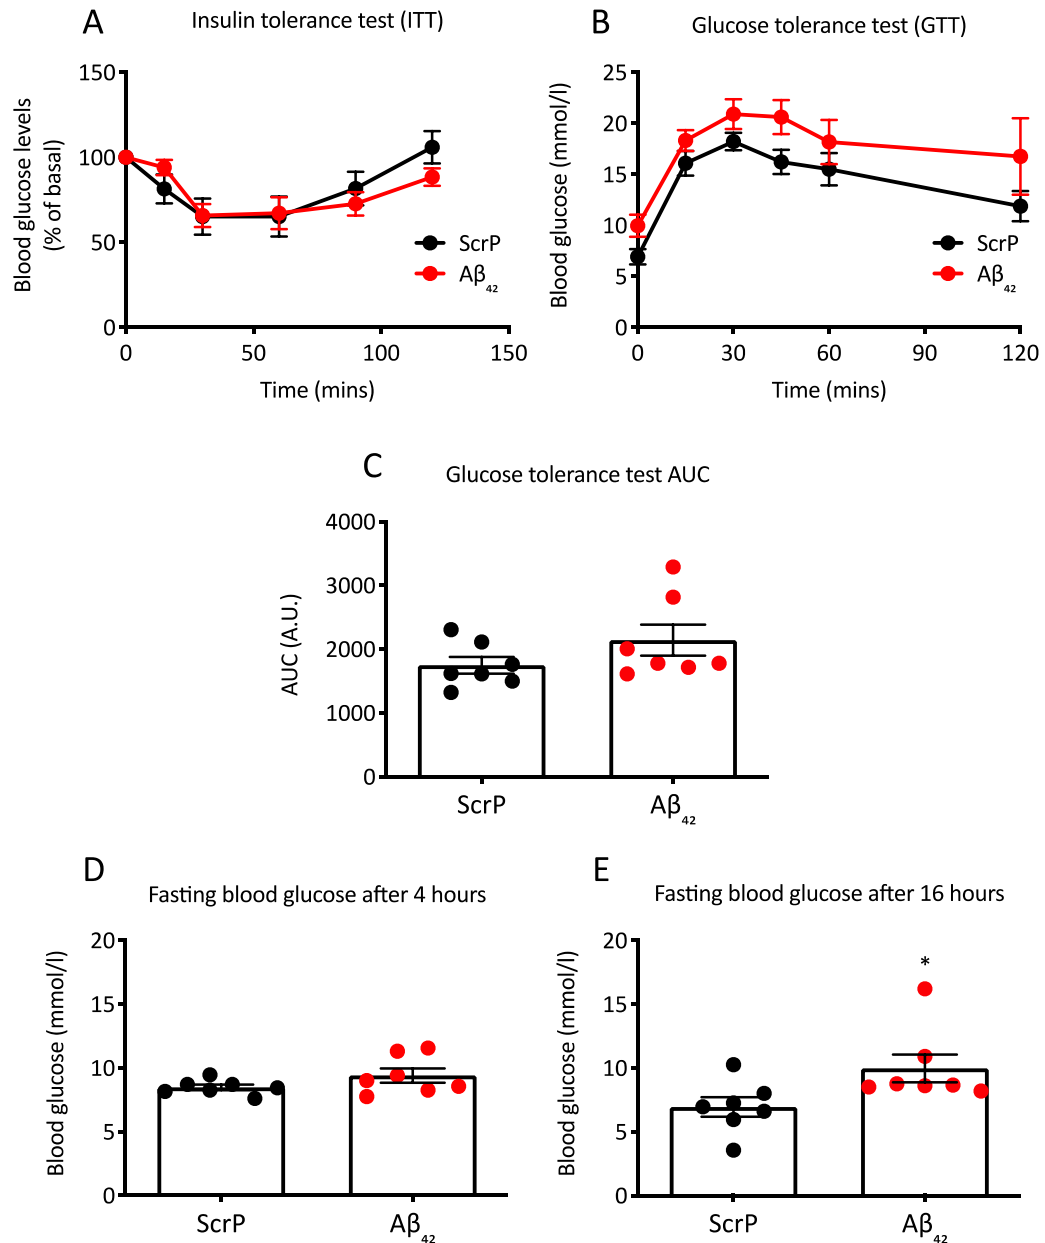 A
Insulin tolerance test (ITT)
Blood glucose levels
(% of basal)
150
100
50
0
0
50
100
150
Time (mins)
ScrP
Aβ₄₂
B
Glucose tolerance test (GTT)
Blood glucose (mmol/l)
25
20
15
10
5
0
0
30
60
90
120
Time (mins)
ScrP
Aβ₄₂
C
Glucose tolerance test AUC
AUC (A.U.)
4000
3000
2000
1000
0
ScrP
Aβ₄₂
D
Fasting blood glucose after 4 hours
Blood glucose (mmol/l)
20
15
10
5
0
ScrP
Aβ₄₂
E
Fasting blood glucose after 16 hours
Blood glucose (mmol/l)
20
15
10
5
0
*
ScrP
Aβ₄₂